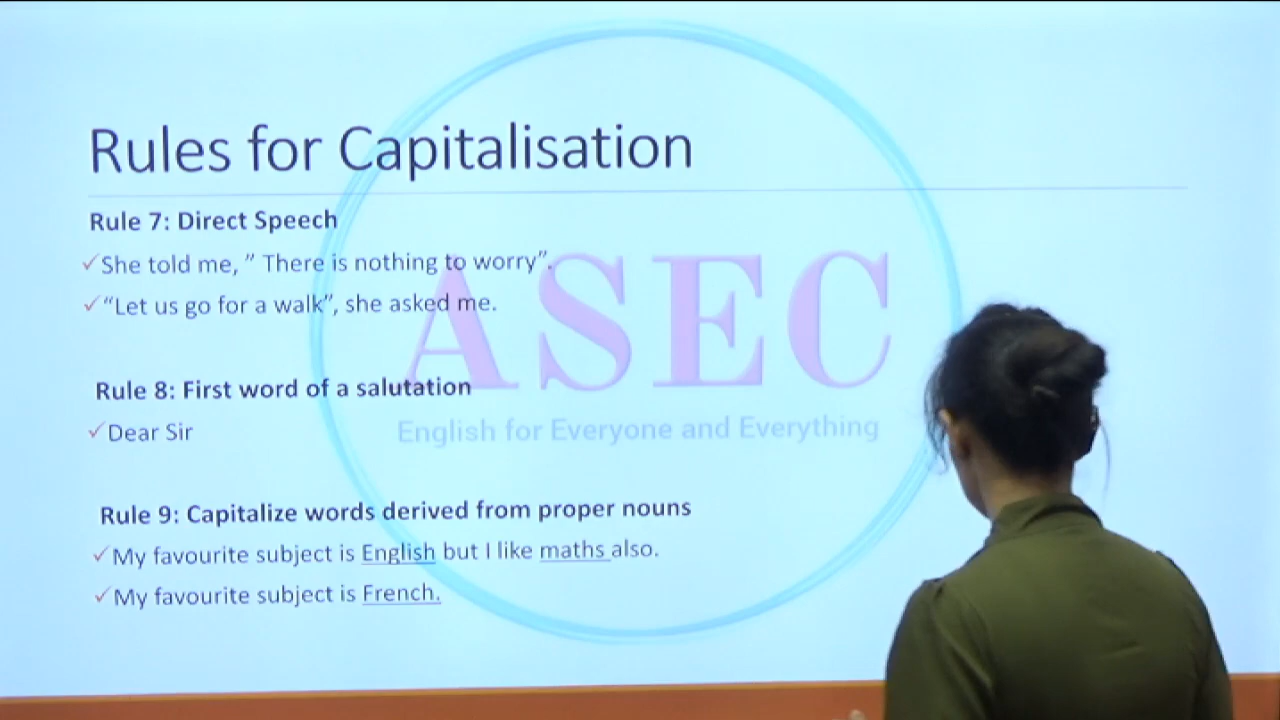 Rules for Capitalisation
Rule 7: Direct Speech
✓She told me, ” There is nothing to worry”.
✓“Let us go for a walk”, she asked me.
ASEC
Rule 8: First word of a salutation
English for Everyone and Everything
✓Dear Sir
Rule 9: Capitalize words derived from proper nouns
✓My favourite subject is English but I like maths also.
✓My favourite subject is French.